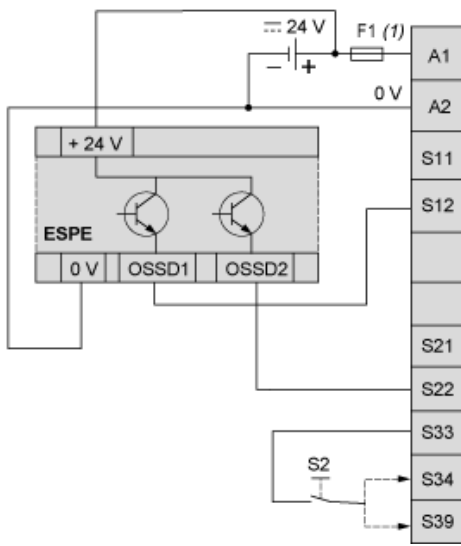 ⎓ 24 V
F1 (1)
− +
A1
0 V
A2
+ 24 V
S11
S12
ESPE
0 V OSSD1 OSSD2
S21
S22
S33
S2
S34
S39